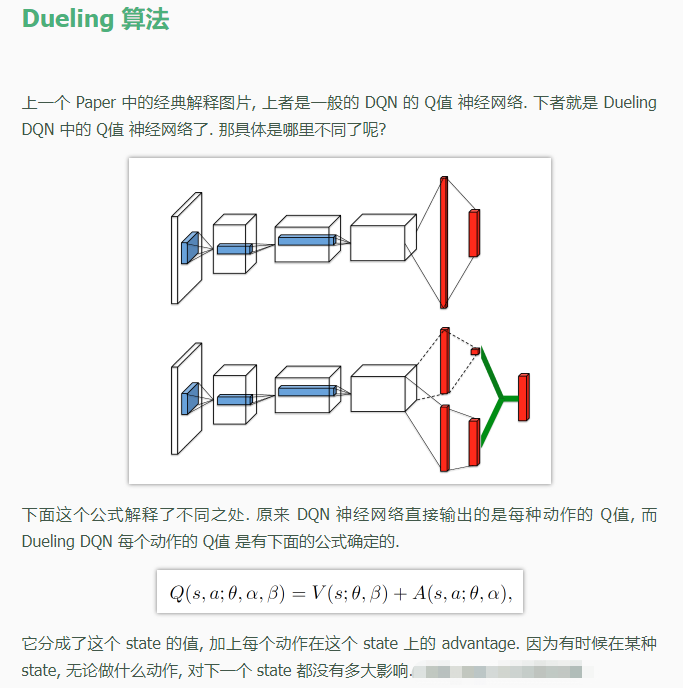 Dueling 算法
上一个 Paper 中的经典解释图片, 上者是一般的 DQN 的 Q值 神经网络. 下者就是 Dueling
DQN 中的 Q值 神经网络了. 那具体是哪里不同了呢?
下面这个公式解释了不同之处. 原来 DQN 神经网络直接输出的是每种动作的 Q值, 而
Dueling DQN 每个动作的 Q值 是有下面的公式确定的.
Q(s, a; θ, α, β) = V(s; θ, β) + A(s, a; θ, α),
它分成了这个 state 的值, 加上每个动作在这个 state 上的 advantage. 因为有时候在某种
state, 无论做什么动作, 对下一个 state 都没有多大影响.